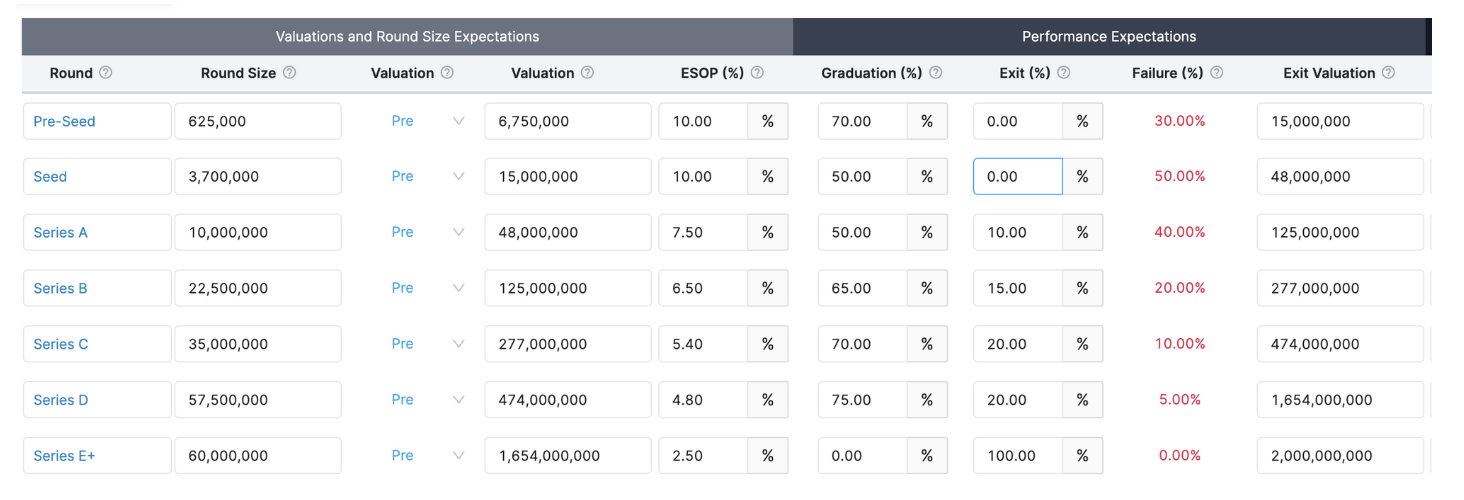 Valuations and Round Size Expectations Performance Expectations
Round Round Size Valuation Valuation ESOP (%) Graduation (%) Exit (%) Failure (%) Exit Valuation
Pre-Seed 625,000 Pre 6,750,000 10.00 % 70.00 % 0.00 % 30.00% 15,000,000
Seed 3,700,000 Pre 15,000,000 10.00 % 50.00 % 0.00 % 50.00% 48,000,000
Series A 10,000,000 Pre 48,000,000 7.50 % 50.00 % 10.00 % 40.00% 125,000,000
Series B 22,500,000 Pre 125,000,000 6.50 % 65.00 % 15.00 % 20.00% 277,000,000
Series C 35,000,000 Pre 277,000,000 5.40 % 70.00 % 20.00 % 10.00% 474,000,000
Series D 57,500,000 Pre 474,000,000 4.80 % 75.00 % 20.00 % 5.00% 1,654,000,000
Series E+ 60,000,000 Pre 1,654,000,000 2.50 % 0.00 % 100.00 % 0.00% 2,000,000,000